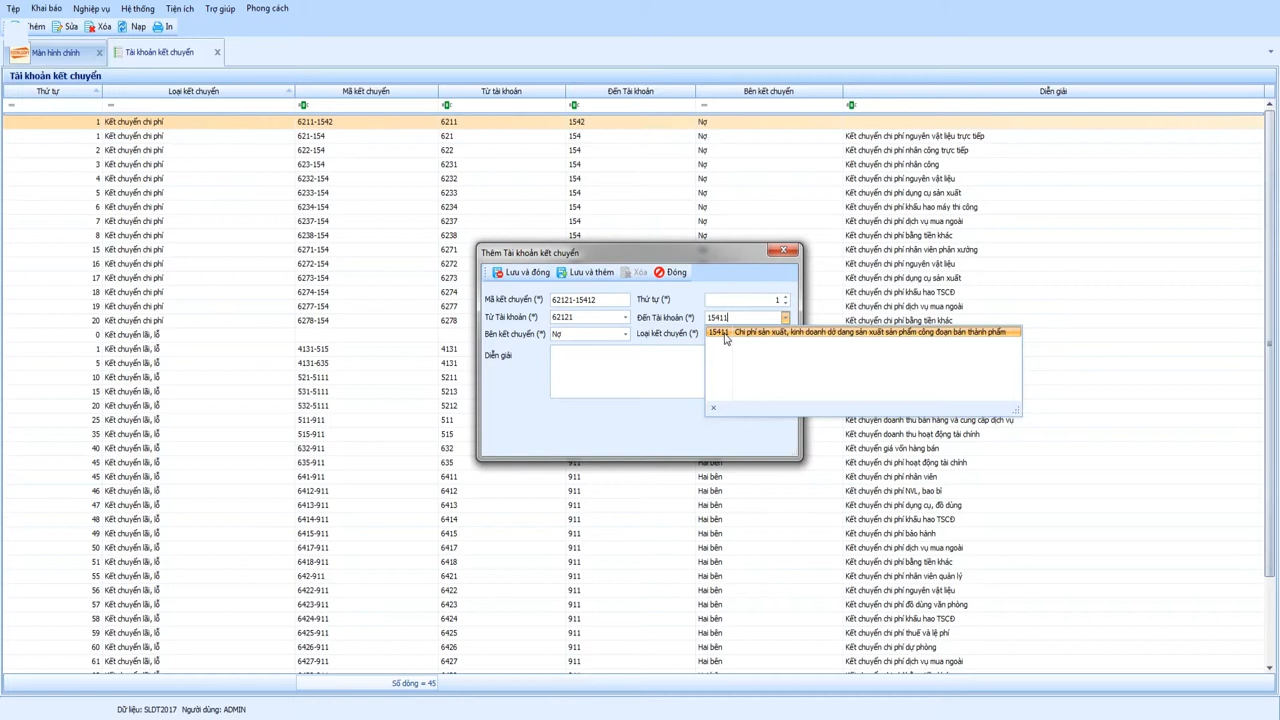 Tệp Khai báo Nghiệp vụ Hệ thống Tiện ích Trợ giúp Phong cách
Thêm Sửa Xóa Nạp In
Màn hình chính Tài khoản kết chuyển
Tài khoản kết chuyển
Thứ tự Loại kết chuyển Mã kết chuyển Từ tài khoản Đến Tài khoản Bên kết chuyển Diễn giải
1 Kết chuyển chi phí 6211-1542 6211 1542 Nợ
1 Kết chuyển chi phí 621-154 621 154 Nợ Kết chuyển chi phí nguyên vật liệu trực tiếp
2 Kết chuyển chi phí 622-154 622 154 Nợ Kết chuyển chi phí nhân công trực tiếp
3 Kết chuyển chi phí 623-154 6231 154 Nợ Kết chuyển chi phí nhân công
4 Kết chuyển chi phí 6232-154 6232 154 Nợ Kết chuyển chi phí nguyên vật liệu
5 Kết chuyển chi phí 6233-154 6233 154 Nợ Kết chuyển chi phí dụng cụ sản xuất
6 Kết chuyển chi phí 6234-154 6234 154 Nợ Kết chuyển chi phí khấu hao máy thi công
7 Kết chuyển chi phí 6237-154 6237 154 Nợ Kết chuyển chi phí dịch vụ mua ngoài
8 Kết chuyển chi phí 6238-154 6238 154 Nợ Kết chuyển chi phí bằng tiền khác
15 Kết chuyển chi phí 6271-154 6271 Kết chuyển chi phí nhân viên phân xưởng
16 Kết chuyển chi phí 6272-154 6272 Kết chuyển chi phí nguyên vật liệu
17 Kết chuyển chi phí 6273-154 6273 Kết chuyển chi phí dụng cụ sản xuất
18 Kết chuyển chi phí 6274-154 6274 Kết chuyển chi phí khấu hao TSCĐ
19 Kết chuyển chi phí 6277-154 6277 Kết chuyển chi phí dịch vụ mua ngoài
20 Kết chuyển chi phí 6278-154 6278 Kết chuyển chi phí bằng tiền khác
0 Kết chuyển lãi, lỗ
1 Kết chuyển lãi, lỗ 4131-515 4131
5 Kết chuyển lãi, lỗ 4131-635 4131
10 Kết chuyển lãi, lỗ 521-5111 5211
15 Kết chuyển lãi, lỗ 531-5111 5213
20 Kết chuyển lãi, lỗ 532-5111 5212
25 Kết chuyển lãi, lỗ 511-911 511 Kết chuyển doanh thu bán hàng và cung cấp dịch vụ
35 Kết chuyển lãi, lỗ 515-911 515 Kết chuyển doanh thu hoạt động tài chính
40 Kết chuyển lãi, lỗ 632-911 632 Kết chuyển giá vốn hàng bán
45 Kết chuyển lãi, lỗ 635-911 635 911 Hai bên Kết chuyển chi phí hoạt động tài chính
45 Kết chuyển lãi, lỗ 641-911 6411 911 Hai bên Kết chuyển chi phí nhân viên
46 Kết chuyển lãi, lỗ 6412-911 6412 911 Hai bên Kết chuyển chi phí NVL, bao bì
47 Kết chuyển lãi, lỗ 6413-911 6413 911 Hai bên Kết chuyển chi phí dụng cụ, đồ dùng
48 Kết chuyển lãi, lỗ 6414-911 6414 911 Hai bên Kết chuyển chi phí khấu hao TSCĐ
49 Kết chuyển lãi, lỗ 6415-911 6415 911 Hai bên Kết chuyển chi phí bảo hành
50 Kết chuyển lãi, lỗ 6417-911 6417 911 Hai bên Kết chuyển chi phí dịch vụ mua ngoài
51 Kết chuyển lãi, lỗ 6418-911 6418 911 Hai bên Kết chuyển chi phí bằng tiền khác
55 Kết chuyển lãi, lỗ 642-911 6421 911 Hai bên Kết chuyển chi phí nhân viên quản lý
56 Kết chuyển lãi, lỗ 6422-911 6422 911 Hai bên Kết chuyển chi phí nguyên vật liệu
57 Kết chuyển lãi, lỗ 6423-911 6423 911 Hai bên Kết chuyển chi phí đồ dùng văn phòng
58 Kết chuyển lãi, lỗ 6424-911 6424 911 Hai bên Kết chuyển chi phí khấu hao TSCĐ
59 Kết chuyển lãi, lỗ 6425-911 6425 911 Hai bên Kết chuyển chi phí thuế và lệ phí
60 Kết chuyển lãi, lỗ 6426-911 6426 911 Hai bên Kết chuyển chi phí dự phòng
61 Kết chuyển lãi, lỗ 6427-911 6427 911 Hai bên Kết chuyển chi phí dịch vụ mua ngoài
Số dòng = 45
Dữ liệu: SLDT2017 Người dùng: ADMIN
Thêm Tài khoản kết chuyển
Lưu và đóng Lưu và thêm Xóa Đóng
Mã kết chuyển (*) 62121-15412 Thứ tự (*) 1
Từ Tài khoản (*) 62121 Đến Tài khoản (*) 15411
Bên kết chuyển (*) Nợ Loại kết chuyển (*)
15411 Chi phí sản xuất, kinh doanh dở dang sản xuất sản phẩm công đoạn bán thành phẩm
Diễn giải